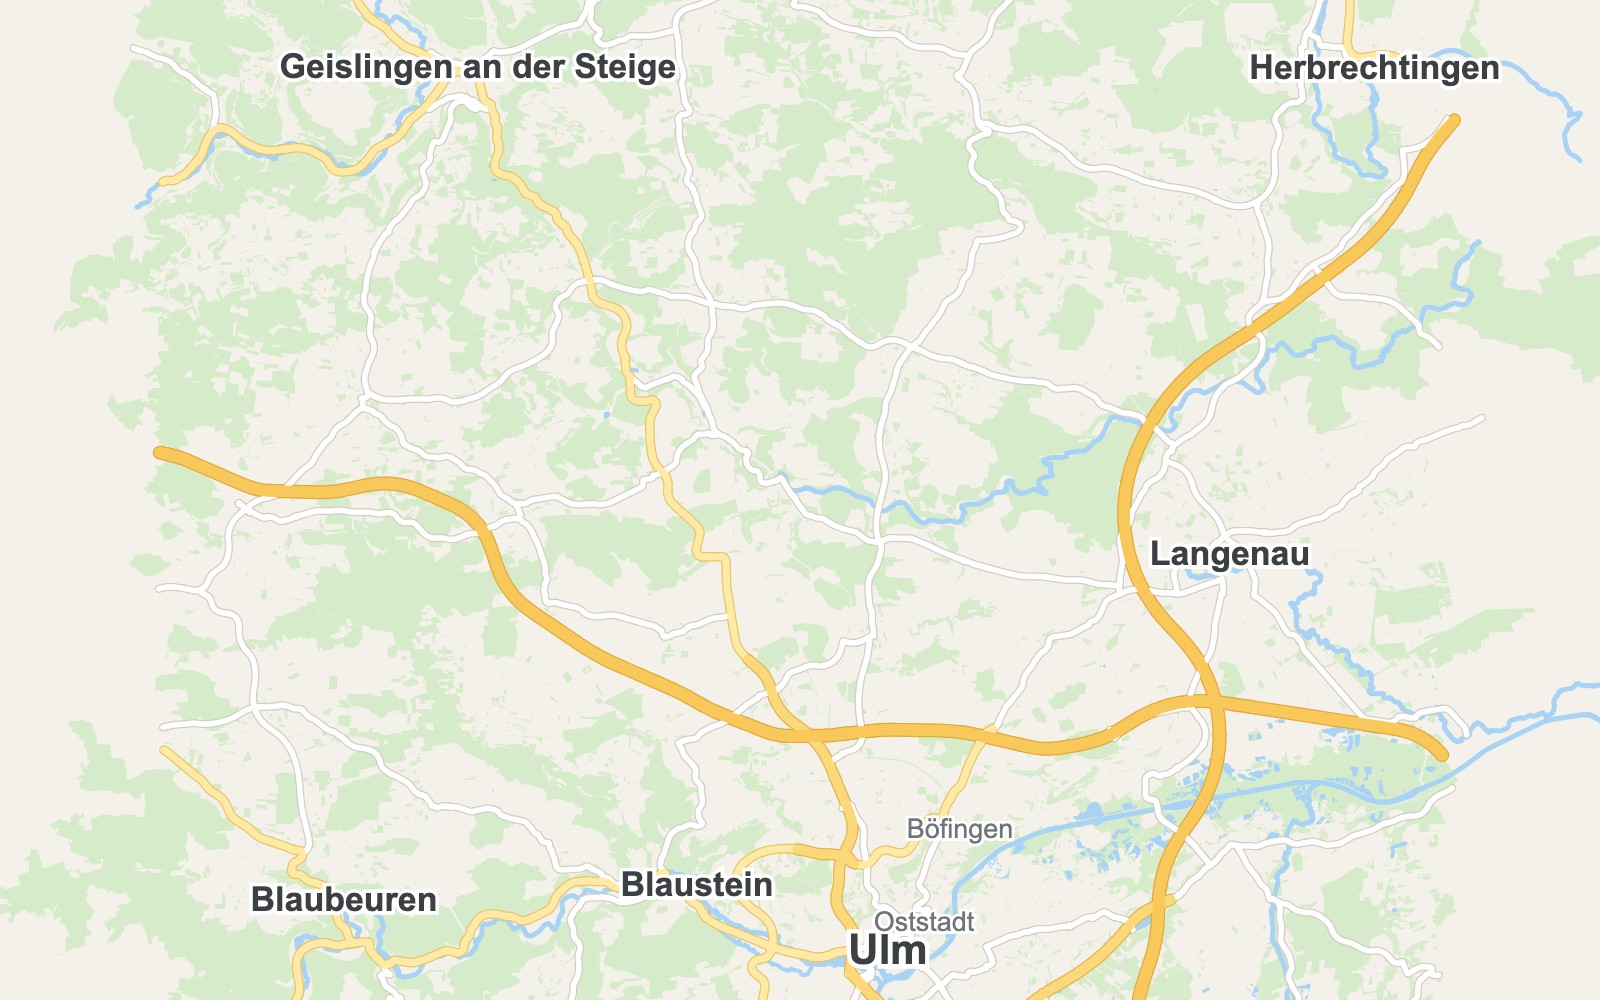 Geislingen an der Steige
Herbrechtingen
Langenau
Böfingen
Blaustein
Blaubeuren
Oststadt
Ulm